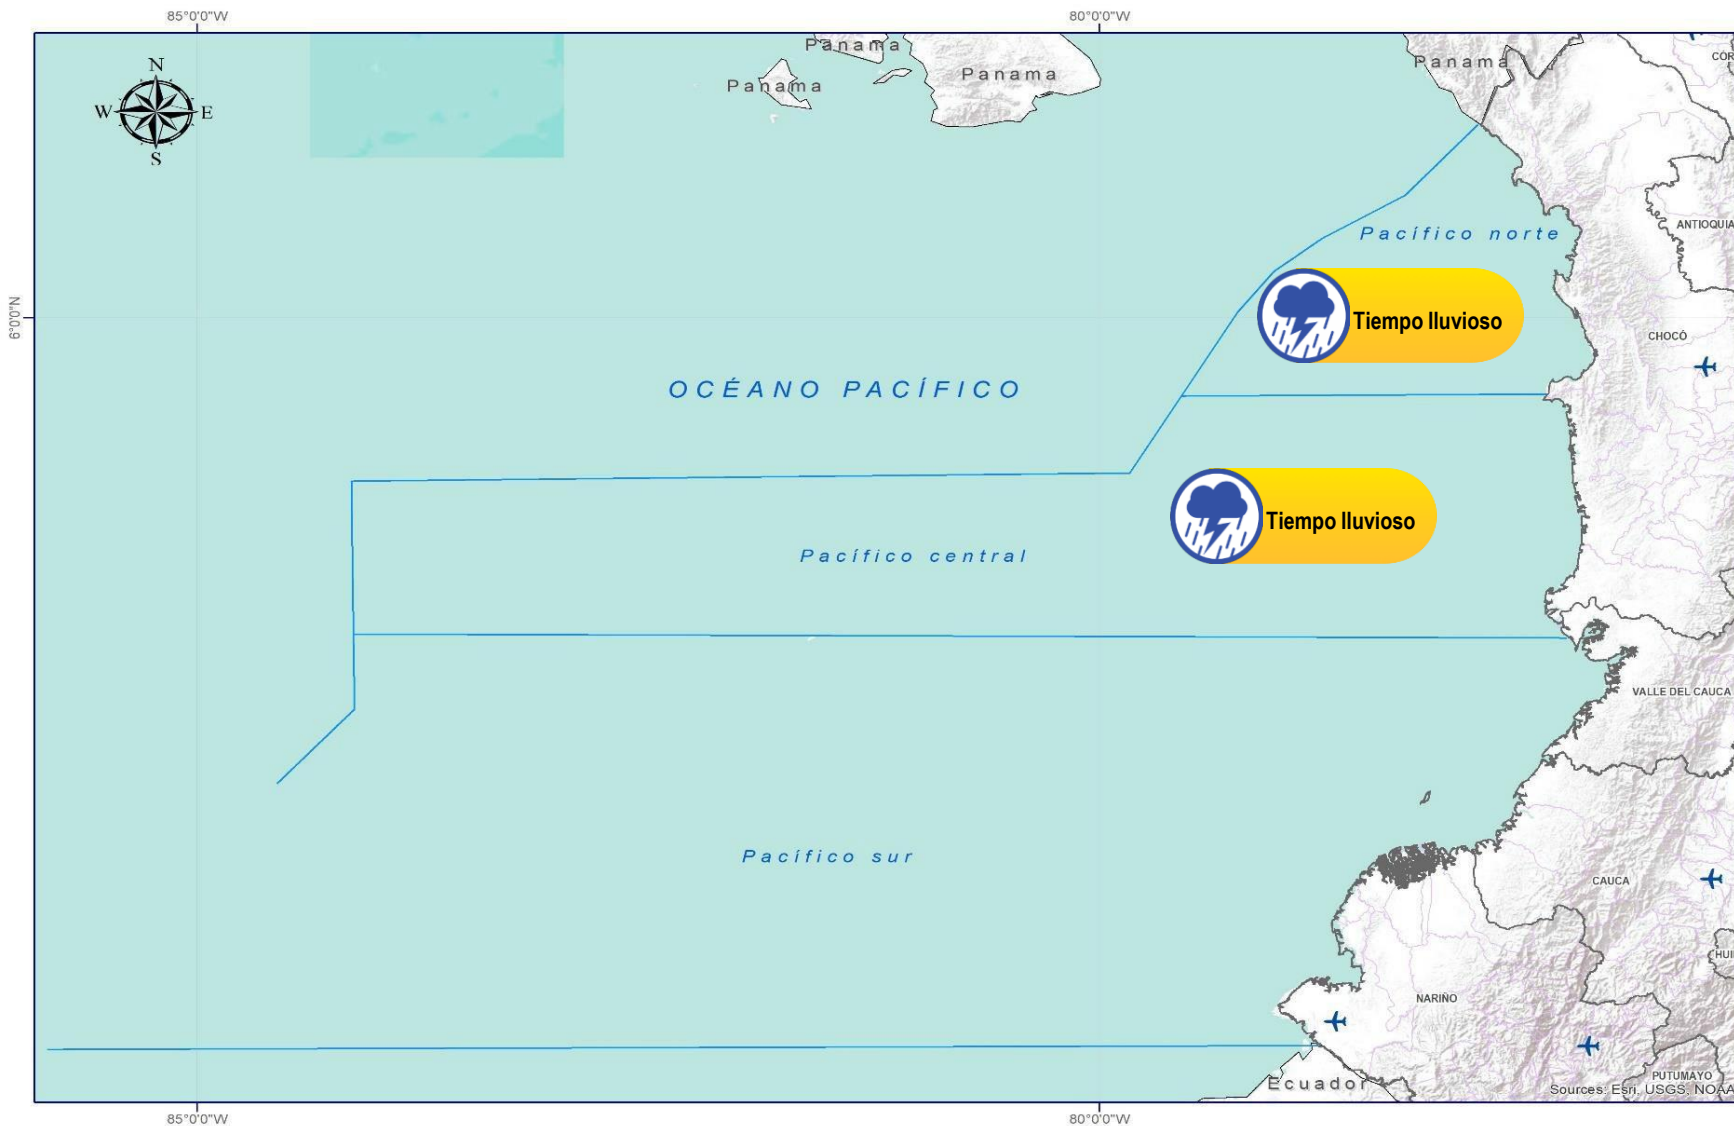 85°0'0"W
80°0'0"W
N
W
E
S
Panama
Panama
Panama
Panama
CÓR
ANTIOQUIA
Pacífico norte
6°0'0"N
Tiempo lluvioso
CHOCÓ
OCÉANO PACÍFICO
Tiempo lluvioso
Pacífico central
VALLE DEL CAUCA
Pacífico sur
CAUCA
HUI
NARIÑO
PUTUMAYO
Ecuador
Sources: Esri, USGS, NOAA
85°0'0"W
80°0'0"W